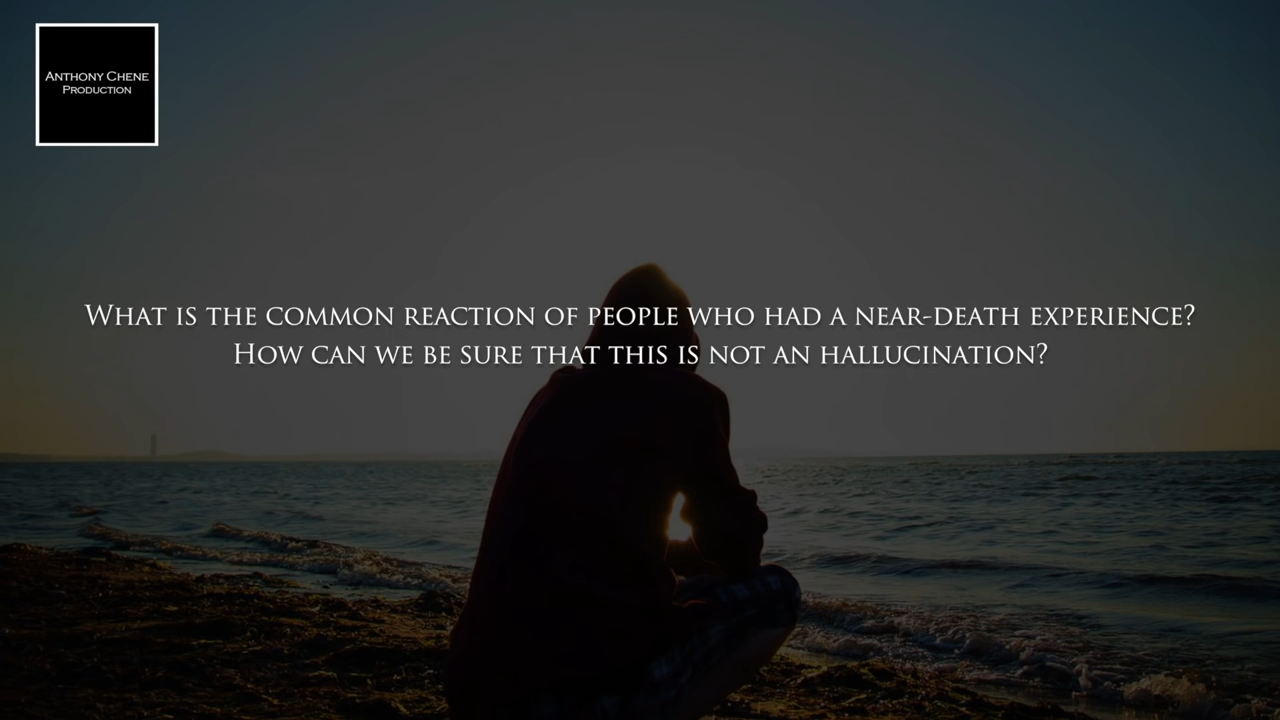 Anthony Chene
Production
What is the common reaction of people who had a near-death experience?
How can we be sure that this is not an hallucination?